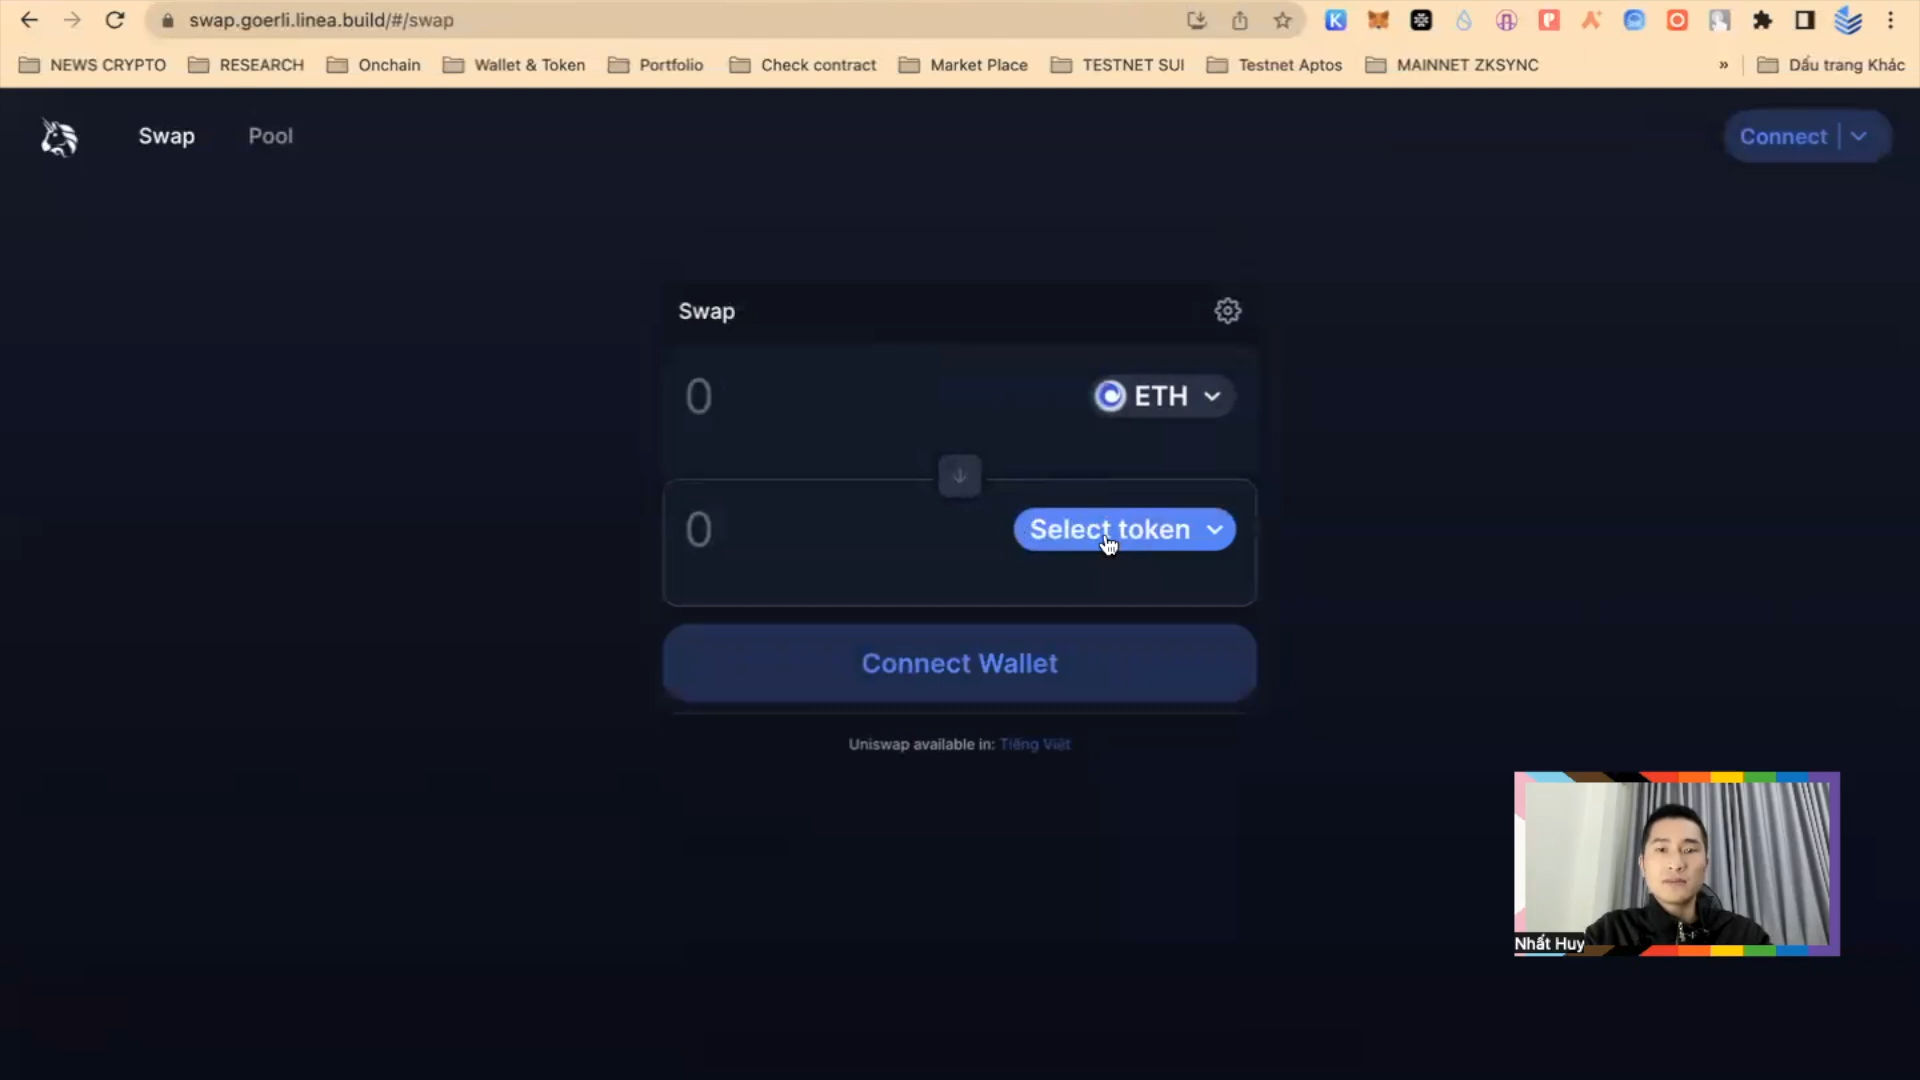 swap.goerli.linea.build/#/swap
NEWS CRYPTO
RESEARCH
Onchain
Wallet & Token
Portfolio
Check contract
Market Place
TESTNET SUI
Testnet Aptos
MAINNET ZKSYNC
»
Dấu trang Khác
Swap
Pool
Connect
Swap
0
ETH
0
Select token
Connect Wallet
Uniswap available in: Tiếng Việt
Nhất Huy